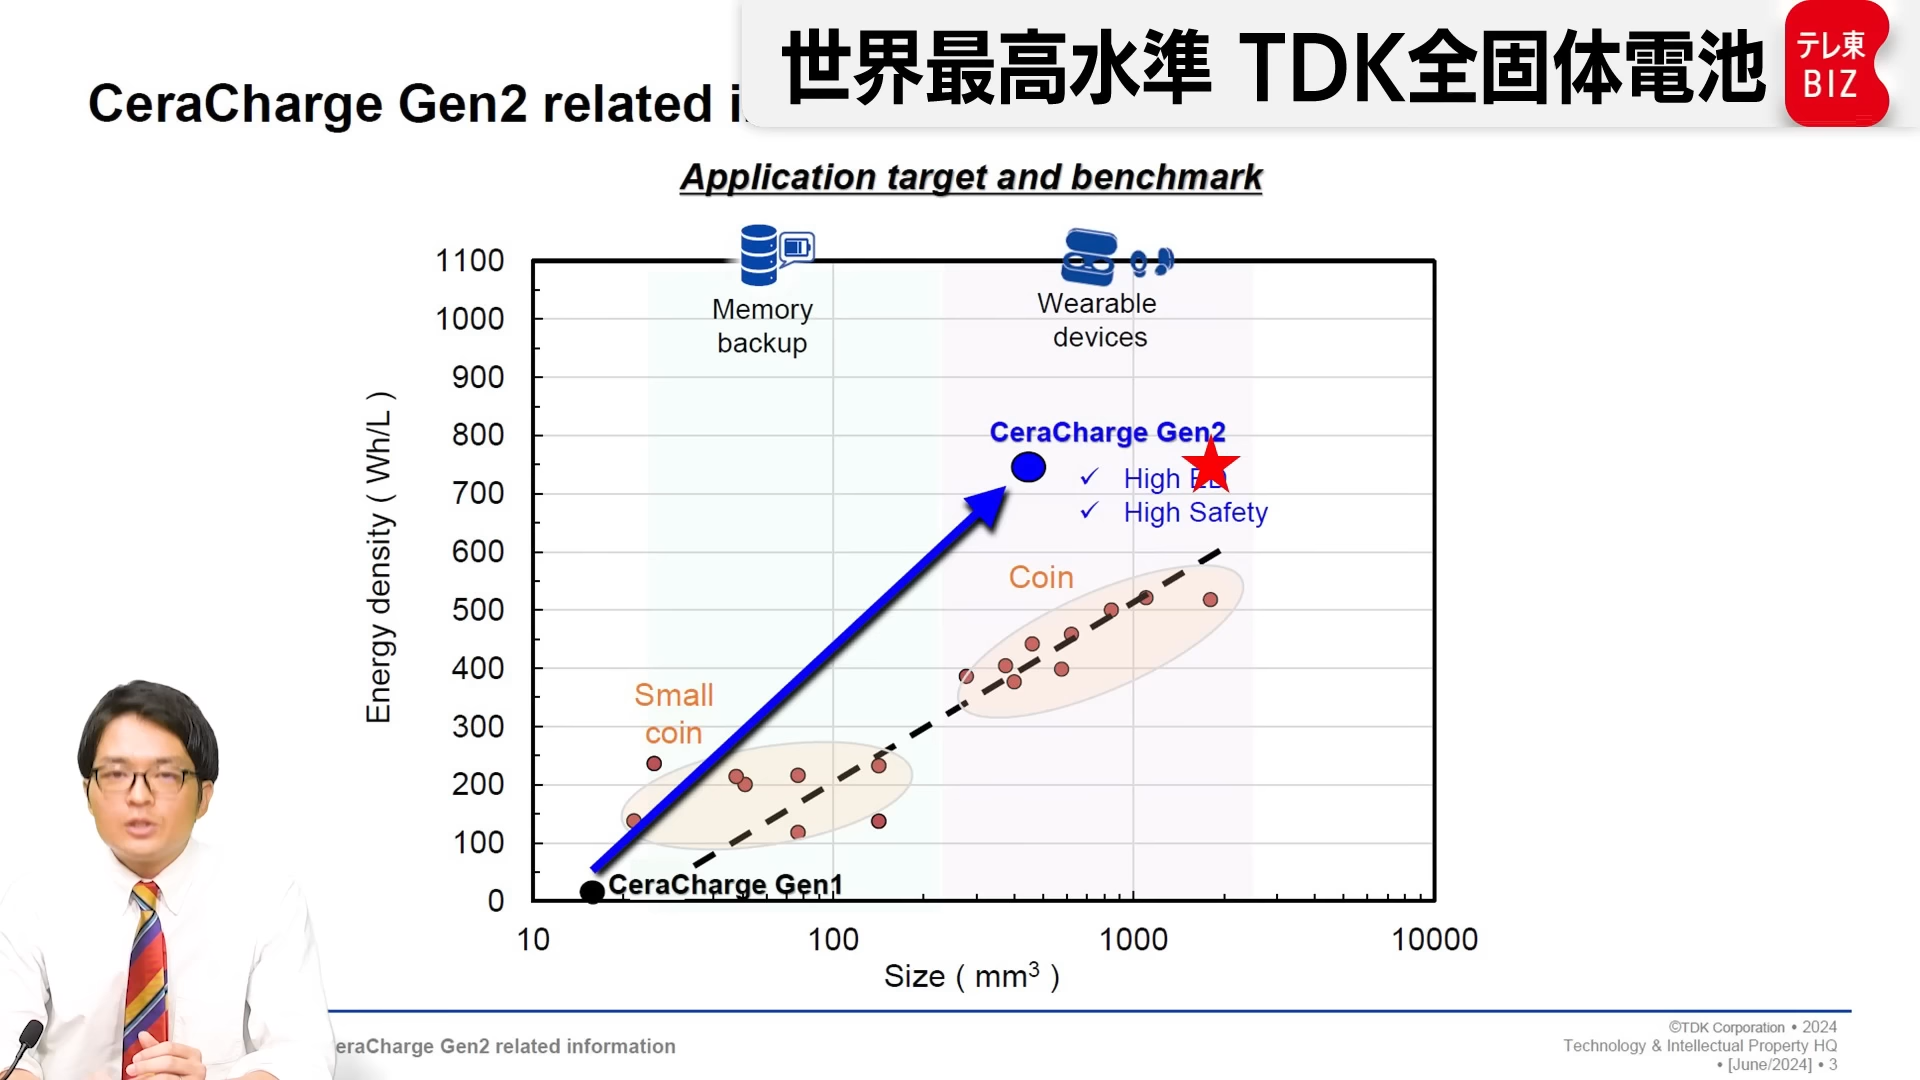 世界最高水準 TDK全固体電池
テレ東
BIZ
CeraCharge Gen2 related
Application target and benchmark
Memory
backup
Wearable
devices
1100
1000
900
800
700
600
500
400
300
200
100
0
Energy density ( Wh/L )
CeraCharge Gen2
✓ High
✓ High Safety
Coin
Small
coin
CeraCharge Gen1
10
100
1000
10000
Size ( mm³ )
eraCharge Gen2 related information
©TDK Corporation • 2024
Technology & Intellectual Property HQ
• [June/2024] • 3